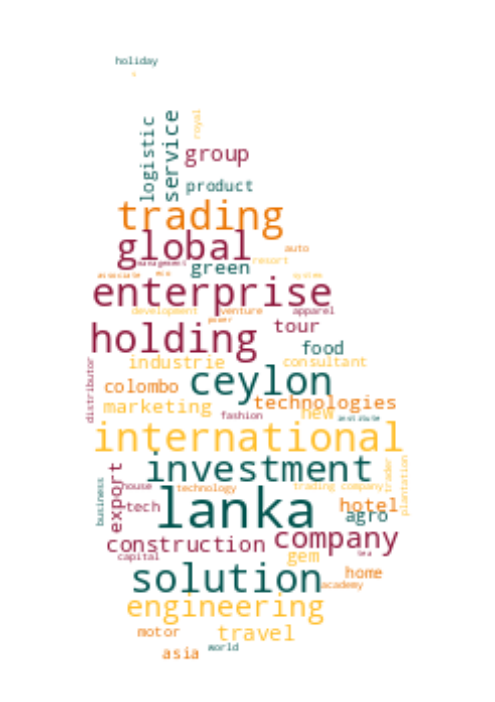 holiday
s
logistic
service
royal
group
product
trading
global
auto
management
resort
green
associate
eco
system
enterprise
development
venture
apparel
power
tour
holding
food
industrie
consultant
distributor
ceylon
colombo
technologies
marketing
new
fashion
institute
international
investment
trader
plantation
export
business
house
technology
trading company
lanka
tech
hotel
agro
company
construction
tea
capital
gem
home
solution
academy
engineering
motor
travel
world
asia